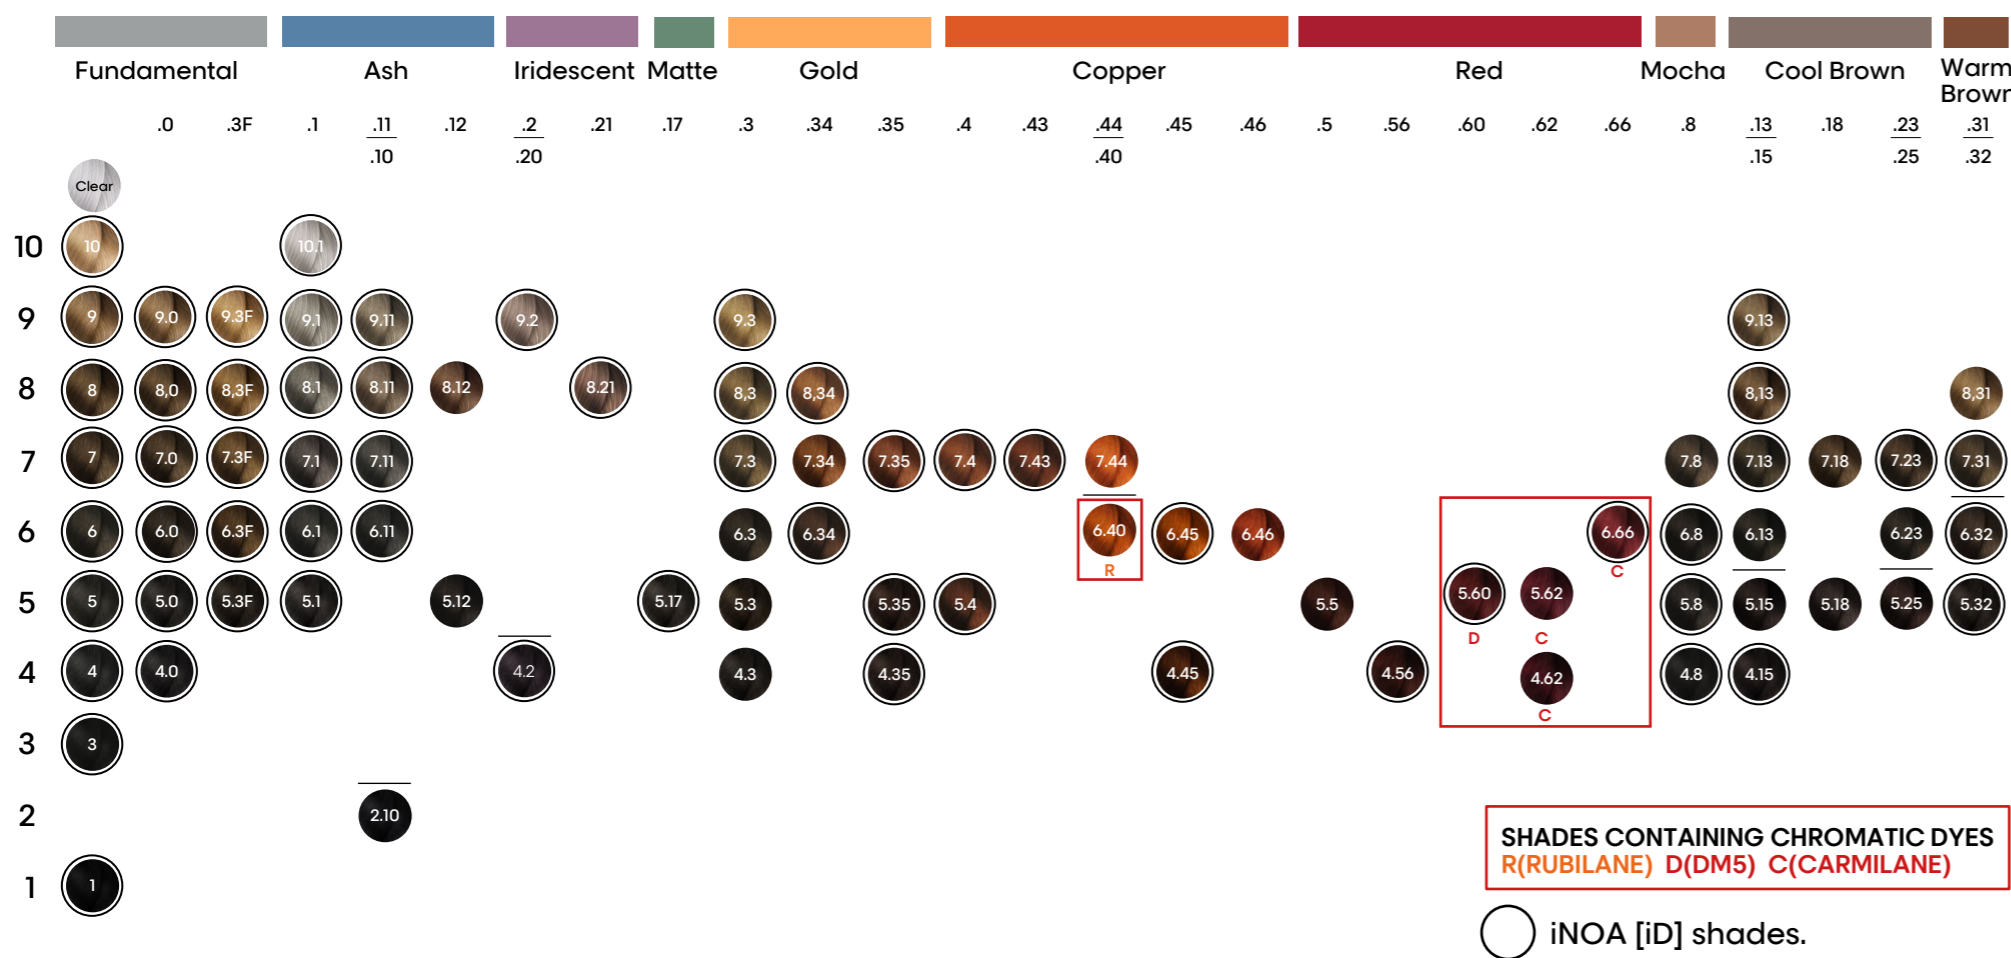 Fundamental Ash Iridescent Matte Gold Copper Red Mocha Cool Brown Warm
Brown
.0 .3F .1 .11 .12 .2 .21 .17 .3 .34 .35 .4 .43 .44 .45 .46 .5 .56 .60 .62 .66 .8 .13 .18 .23 .31
.10 .20 .40 .15 .25 .32
Clear
10 10 10.1
9 9 9.0 9.3F 9.1 9.11 9.2 9.3 9.13
8 8 8,0 8,3F 8.1 8.11 8.12 8.21 8,3 8,34 8,13 8,31
7 7 7.0 7.3F 7.1 7.11 7.3 7.34 7.35 7.4 7.43 7.44 7.8 7.13 7.18 7.23 7.31
6 6 6.0 6.3F 6.1 6.11 6.3 6.34 6.40 6.45 6.46 6.66 6.8 6.13 6.23 6.32
R C
5 5 5.0 5.3F 5.1 5.12 5.17 5.3 5.35 5.4 5.5 5.60 5.62 5.8 5.15 5.18 5.25 5.32
D C
4 4 4.0 4.2 4.3 4.35 4.45 4.56 4.62 4.8 4.15
C
3 3
2 2.10
1 1
SHADES CONTAINING CHROMATIC DYES
R(RUBILANE) D(DM5) C(CARMILANE)
iNOA [iD] shades.